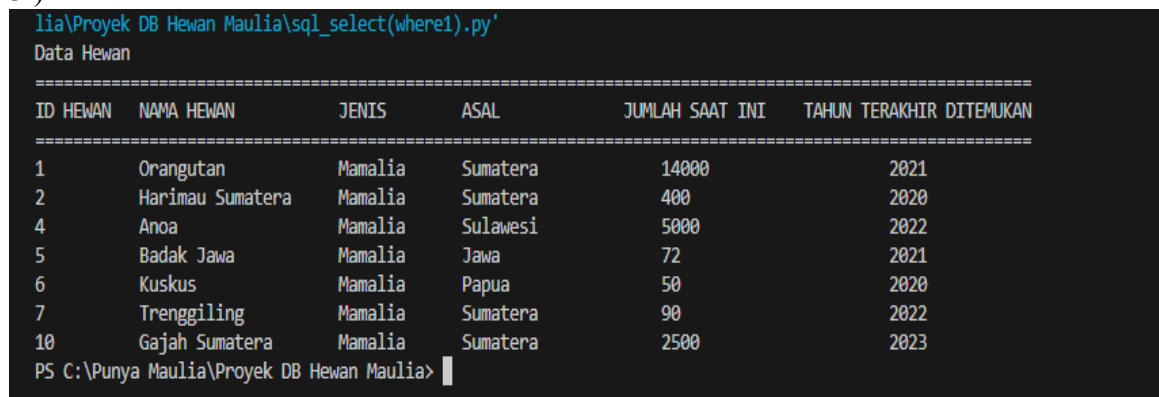 lia\Proyek DB Hewan Maulia\sql_select(where1).py'
Data Hewan
===================================================================================================
ID HEWAN NAMA HEWAN JENIS ASAL JUMLAH SAAT INI TAHUN TERAKHIR DITEMUKAN
===================================================================================================
1 Orangutan Mamalia Sumatera 14000 2021
2 Harimau Sumatera Mamalia Sumatera 400 2020
4 Anoa Mamalia Sulawesi 5000 2022
5 Badak Jawa Mamalia Jawa 72 2021
6 Kuskus Mamalia Papua 50 2020
7 Trenggiling Mamalia Sumatera 90 2022
10 Gajah Sumatera Mamalia Sumatera 2500 2023
PS C:\Punya Maulia\Proyek DB Hewan Maulia>